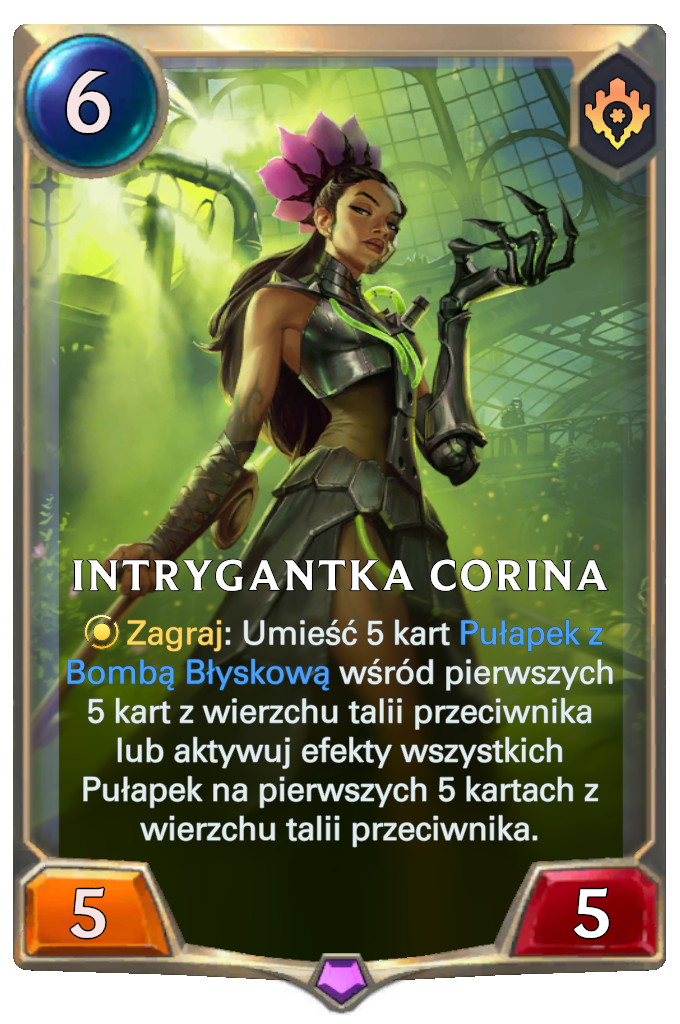 6
INTRYGANTKA CORINA
Zagraj: Umieść 5 kart Pułapek z
Bombą Błyskową wśród pierwszych
5 kart z wierzchu talii przeciwnika
lub aktywuj efekty wszystkich
Pułapek na pierwszych 5 kartach z
wierzchu talii przeciwnika.
5
5